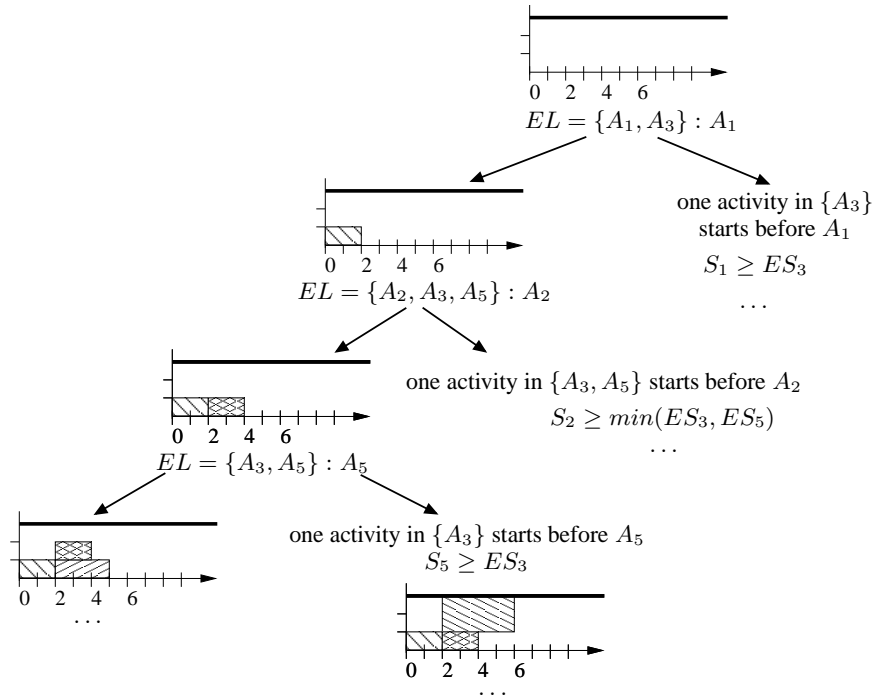 0 2 4 6
EL = {A₁, A₃} : A₁
one activity in {A₃}
starts before A₁
S₁ ≥ ES₃
...
0 2 4 6
EL = {A₂, A₃, A₅} : A₂
one activity in {A₃, A₅} starts before A₂
S₂ ≥ min(ES₃, ES₅)
...
0 2 4 6
EL = {A₃, A₅} : A₅
one activity in {A₃} starts before A₅
S₅ ≥ ES₃
0 2 4 6
...
0 2 4 6
...